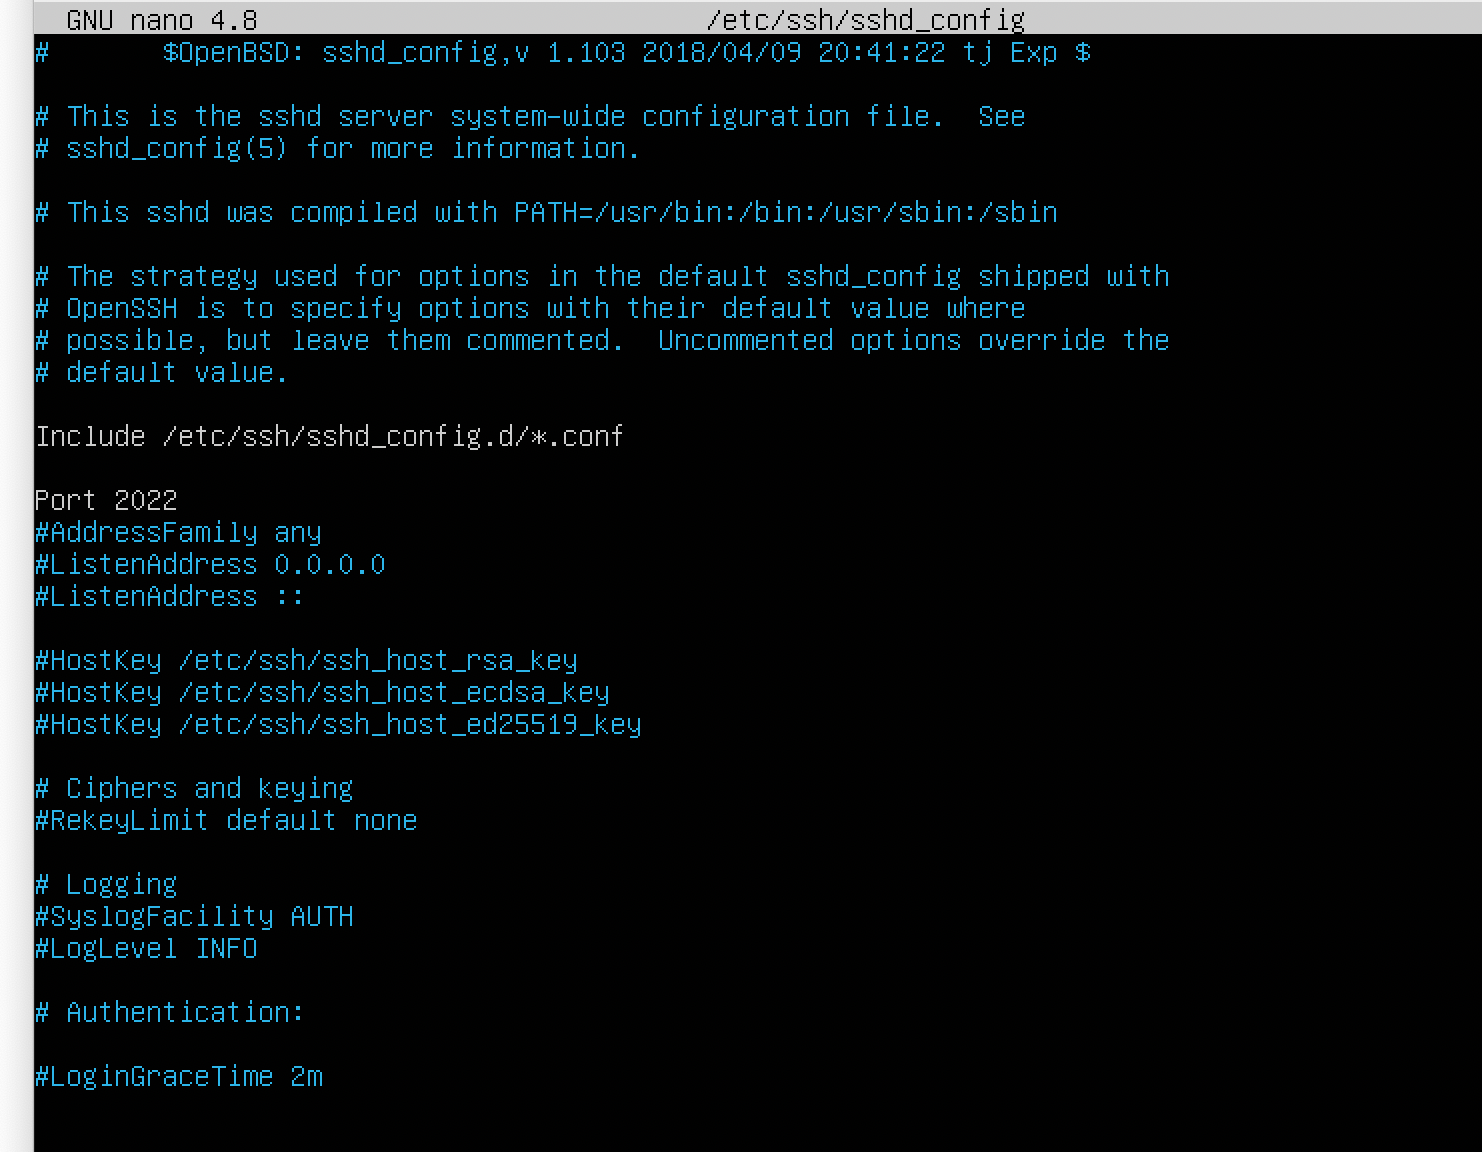 GNU nano 4.8 /etc/ssh/sshd_config
# $OpenBSD: sshd_config,v 1.103 2018/04/09 20:41:22 tj Exp $
# This is the sshd server system-wide configuration file. See
# sshd_config(5) for more information.
# This sshd was compiled with PATH=/usr/bin:/bin:/usr/sbin:/sbin
# The strategy used for options in the default sshd_config shipped with
# OpenSSH is to specify options with their default value where
# possible, but leave them commented. Uncommented options override the
# default value.
Include /etc/ssh/sshd_config.d/*.conf
Port 2022
#AddressFamily any
#ListenAddress 0.0.0.0
#ListenAddress ::
#HostKey /etc/ssh/ssh_host_rsa_key
#HostKey /etc/ssh/ssh_host_ecdsa_key
#HostKey /etc/ssh/ssh_host_ed25519_key
# Ciphers and keying
#RekeyLimit default none
# Logging
#SyslogFacility AUTH
#LogLevel INFO
# Authentication:
#LoginGraceTime 2m